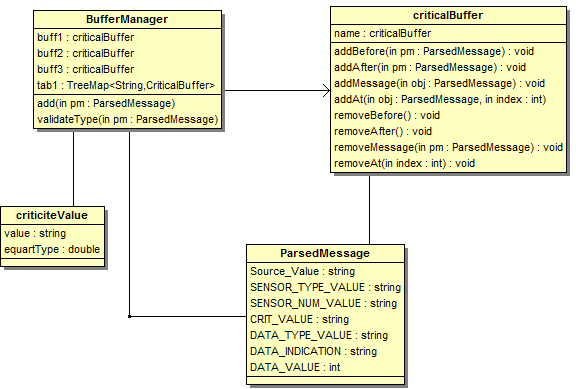 BufferManager
buff1 : criticalBuffer
buff2 : criticalBuffer
buff3 : criticalBuffer
tab1 : TreeMap<String,CriticalBuffer>
add(in pm : ParsedMessage)
validateType(in pm : ParsedMessage)
criticalBuffer
name : criticalBuffer
addBefore(in pm : ParsedMessage) : void
addAfter(in pm : ParsedMessage) : void
addMessage(in obj : ParsedMessage) : void
addAt(in obj : ParsedMessage, in index : int)
removeBefore() : void
removeAfter() : void
removeMessage(in pm : ParsedMessage) : void
removeAt(in index : int) : void
criticiteValue
value : string
equartType : double
ParsedMessage
Source_Value : string
SENSOR_TYPE_VALUE : string
SENSOR_NUM_VALUE : string
CRIT_VALUE : string
DATA_TYPE_VALUE : string
DATA_INDICATION : string
DATA_VALUE : int